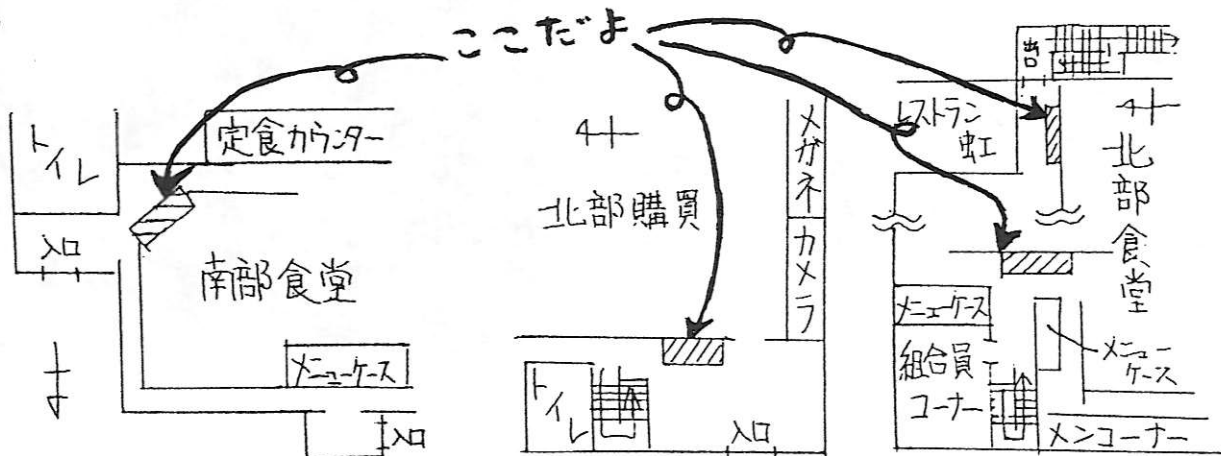 ここだよ
トイレ
定食カウンター
入口
南部食堂
メニューケース
入口
北部購買
メガネ
カメラ
トイレ
入口
出口
レストラン
虹
北部食堂
メニューケース
組合員
コーナー
メニュー
ケース
メンコーナー